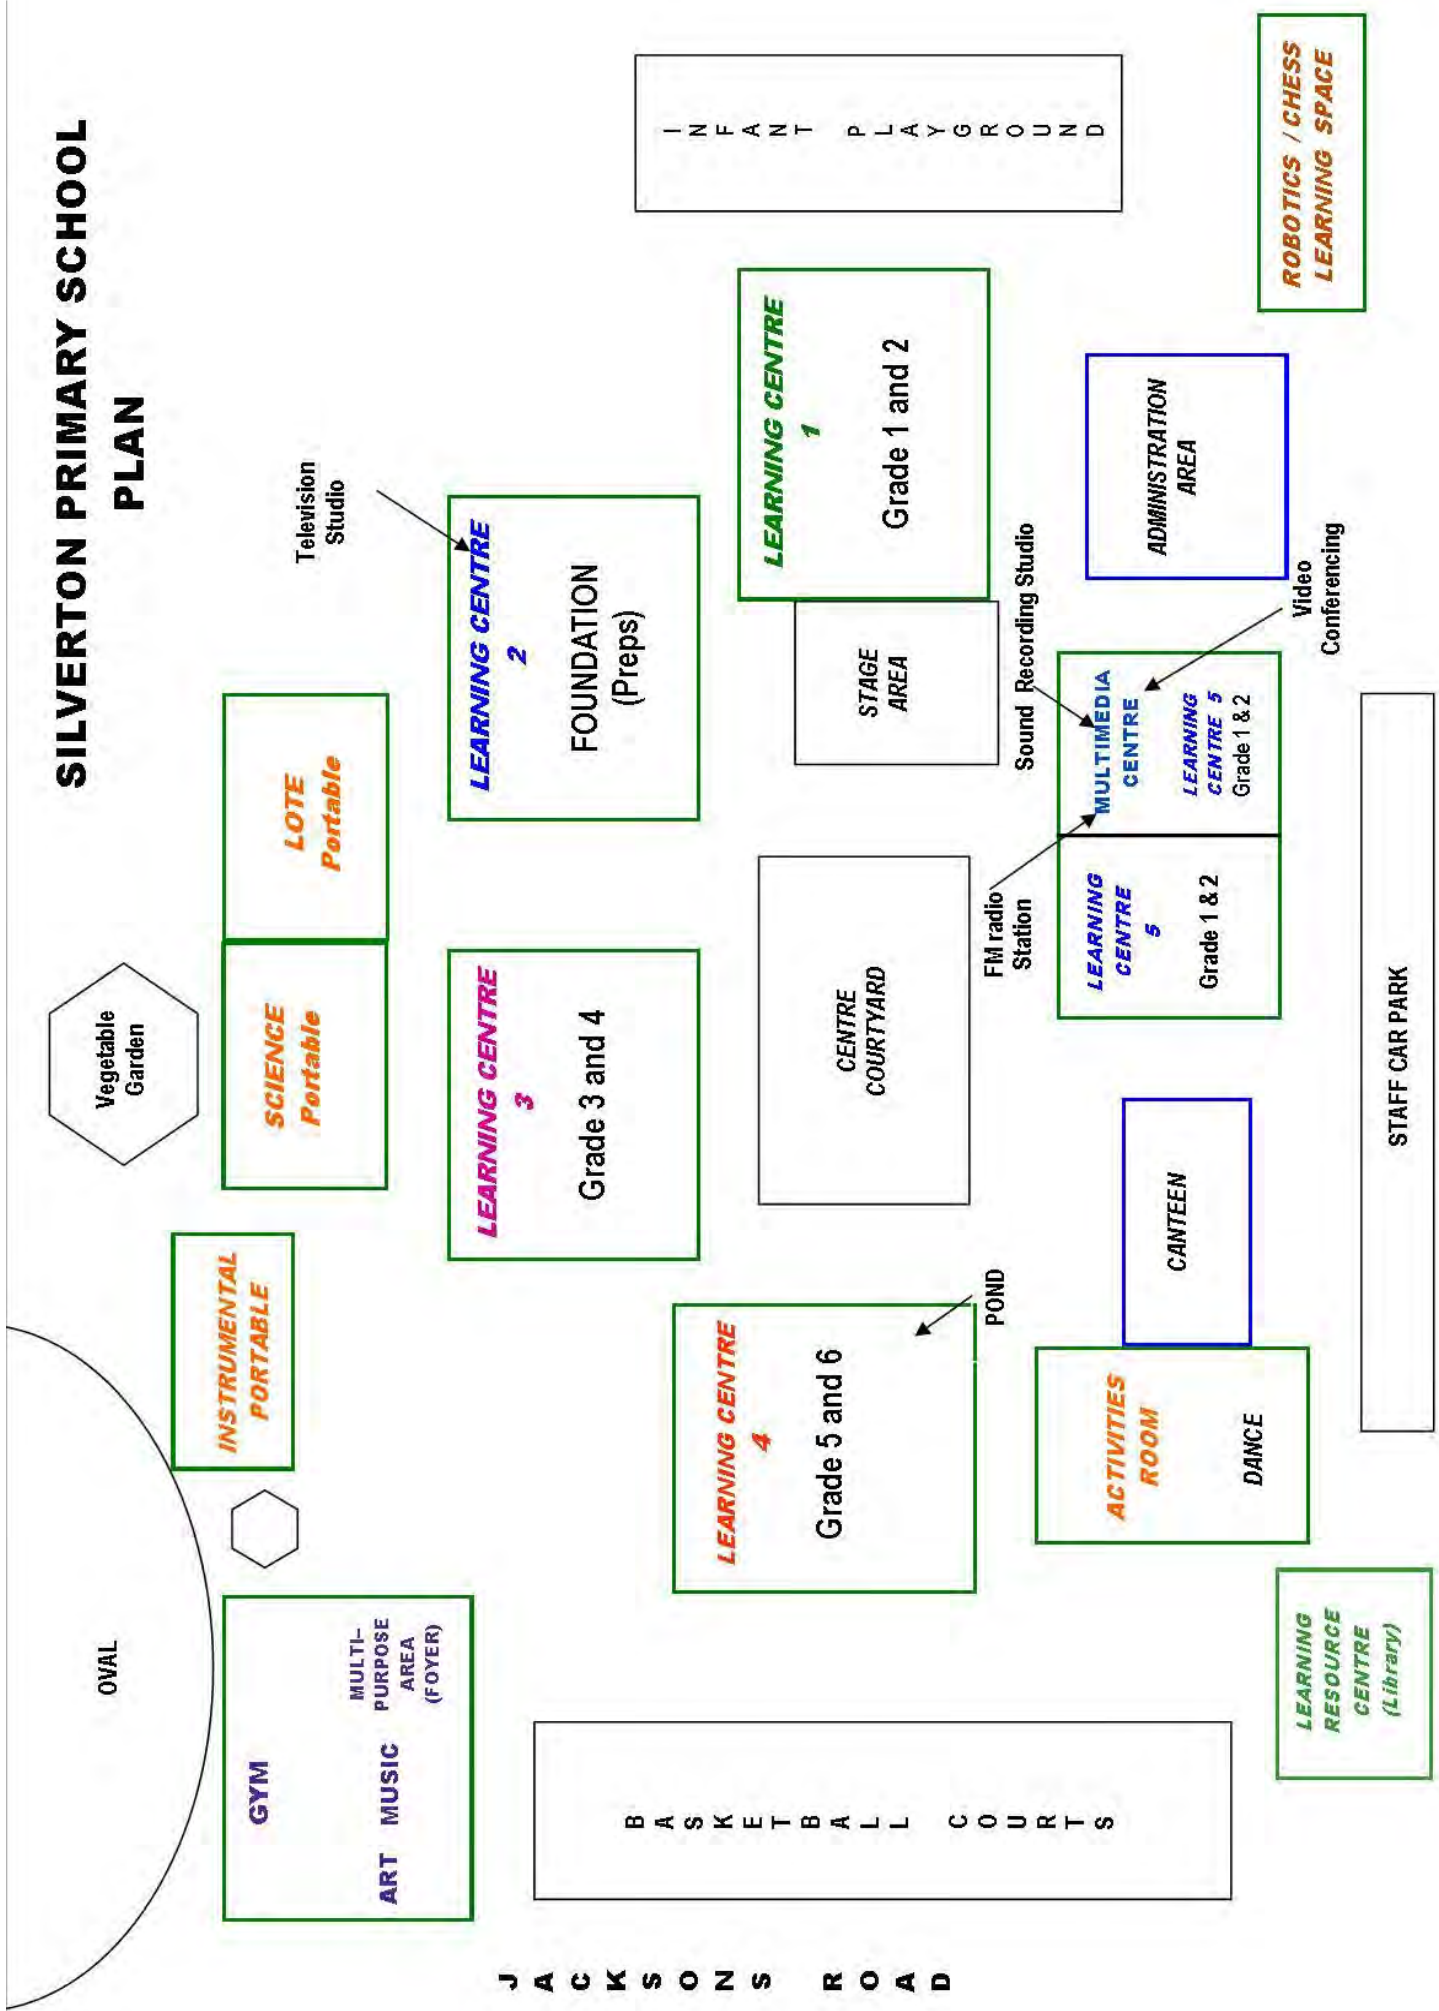 SILVERTON PRIMARY SCHOOL
PLAN
OVAL
Vegetable
Garden
INSTRUMENTAL
PORTABLE
SCIENCE
Portable
LOTE
Portable
Television
Studio
GYM
ART MUSIC
MULTI-
PURPOSE
AREA
(FOYER)
LEARNING CENTRE
3
Grade 3 and 4
LEARNING CENTRE
2
FOUNDATION
(Preps)
JACKSONS ROAD
BASKETBALL COURTS
LEARNING CENTRE
4
Grade 5 and 6
POND
CENTRE
COURTYARD
STAGE
AREA
LEARNING CENTRE
1
Grade 1 and 2
INFANT PLAYGROUND
FM radio
Station
Sound Recording Studio
ACTIVITIES
ROOM
DANCE
CANTEEN
LEARNING
CENTRE
5
Grade 1 & 2
MULTIMEDIA
CENTRE
LEARNING
CENTRE 5
Grade 1 & 2
Video
Conferencing
ADMINISTRATION
AREA
ROBOTICS / CHESS
LEARNING SPACE
LEARNING
RESOURCE
CENTRE
(Library)
STAFF CAR PARK